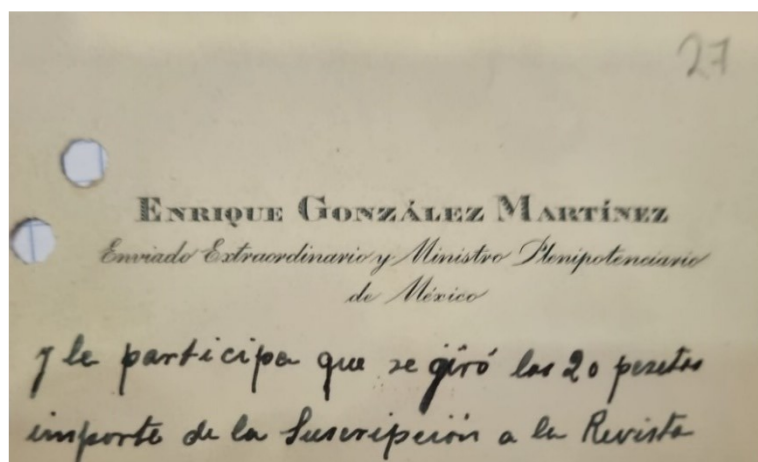 27
ENRIQUE GONZÁLEZ MARTÍNEZ
Enviado Extraordinario y Ministro Plenipotenciario
de México
y le participa que se giró las 20 pesetas
importe de la Suscripción a la Revista